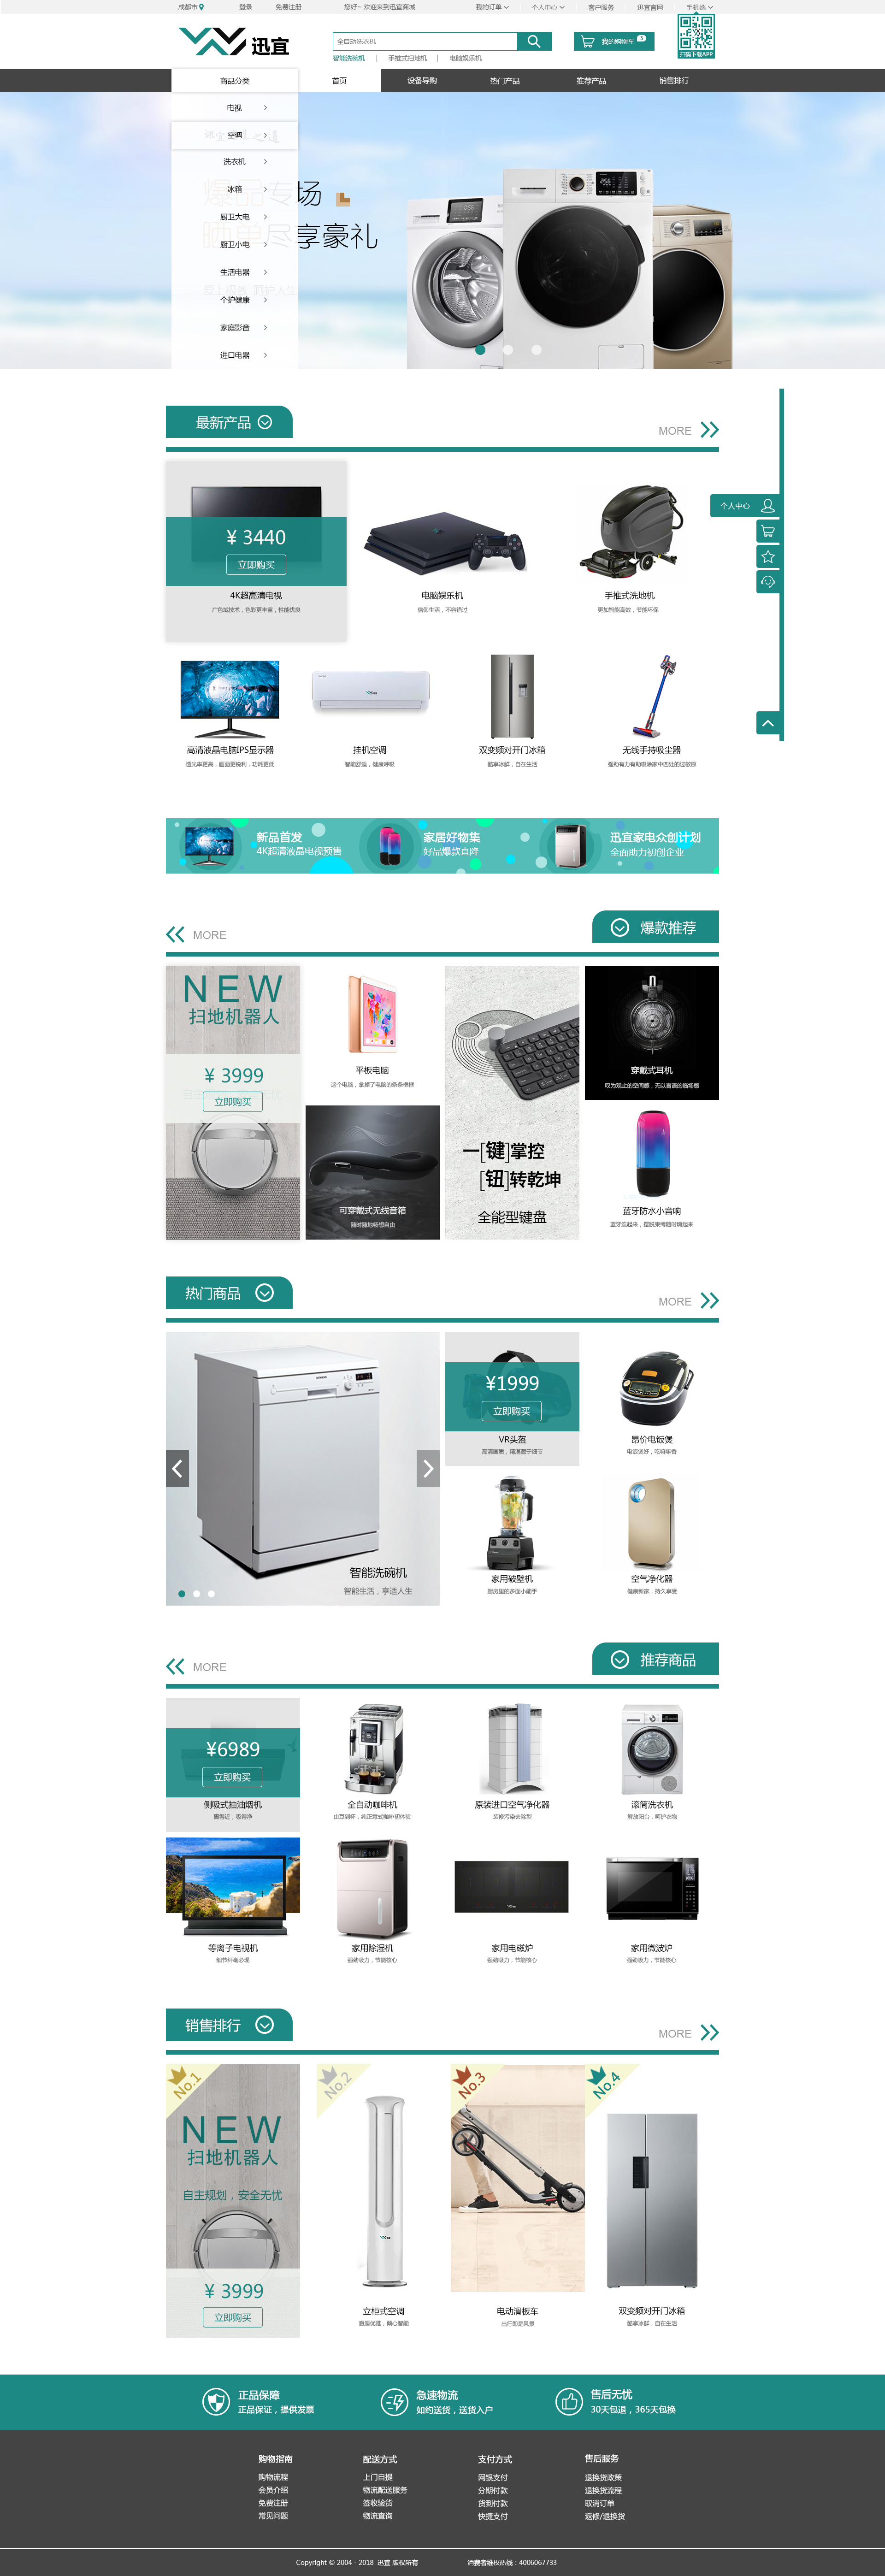 成都市
登录
免费注册
您好~ 欢迎来到迅宜商城
我的订单
个人中心
客户服务
迅宜官网
手机端
迅宜
全自动洗衣机
我的购物车
扫码下载APP
智能洗碗机 | 手推式扫地机 | 电脑娱乐机
商品分类
首页
设备导购
热门产品
推荐产品
销售排行
电视
空调
洗衣机
冰箱
厨卫大电
厨卫小电
生活电器
个护健康
家庭影音
进口电器
爆品专场
晒单尽享豪礼
最新产品
MORE
¥ 3440
立即购买
4K超高清电视
广色域技术，色彩更丰富，性能优良
电脑娱乐机
信仰生活，不容错过
手推式洗地机
更加智能高效，节能环保
个人中心
高清液晶电脑IPS显示器
透光率更高，画面更锐利，功耗更低
挂机空调
智能舒适，健康呼吸
双变频对开门冰箱
酷享冰鲜，自在生活
无线手持吸尘器
强劲有力有助吸除家中四处的过敏原
新品首发
4K超清液晶电视预售
家居好物集
好品爆款直降
迅宜家电众创计划
全面助力初创企业
MORE
爆款推荐
NEW
扫地机器人
¥ 3999
立即购买
平板电脑
这个电脑，拿掉了电脑的条条框框
可穿戴式无线音箱
随时随地畅想自由
一[键]掌控
[钮]转乾坤
全能型键盘
穿戴式耳机
叹为观止的空间感，无以言语的临场感
蓝牙防水小音响
蓝牙连起来，摆脱束缚随时嗨起来
热门商品
MORE
智能洗碗机
智能生活，享适人生
¥1999
立即购买
VR头盔
高清画质，精湛霞于细节
昂价电饭煲
电饭煲好，吃嘛嘛香
家用破壁机
厨房里的多面小能手
空气净化器
健康新家，持久享受
MORE
推荐商品
¥6989
立即购买
侧吸式抽油烟机
靠得近，吸得净
全自动咖啡机
由豆到杯，纯正意式咖啡初体验
原装进口空气净化器
装修污染去除型
滚筒洗衣机
解放阳台，呵护衣物
等离子电视机
细节纤毫必现
家用除湿机
强劲吸力，节能核心
家用电磁炉
强劲吸力，节能核心
家用微波炉
强劲吸力，节能核心
销售排行
MORE
No.1
NEW
扫地机器人
自主规划，安全无忧
¥ 3999
立即购买
No.2
立柜式空调
睿姿优雅，倾心智能
No.3
电动滑板车
出行即是风景
No.4
双变频对开门冰箱
酷享冰鲜，自在生活
正品保障
正品保证，提供发票
急速物流
如约送货，送货入户
售后无忧
30天包退，365天包换
购物指南
购物流程
会员介绍
免费注册
常见问题
配送方式
上门自提
物流配送服务
签收验货
物流查询
支付方式
网银支付
分期付款
货到付款
快捷支付
售后服务
退换货政策
退换货流程
取消订单
返修/退换货
Copyright © 2004 - 2018 迅宜 版权所有
消费者维权热线：4006067733